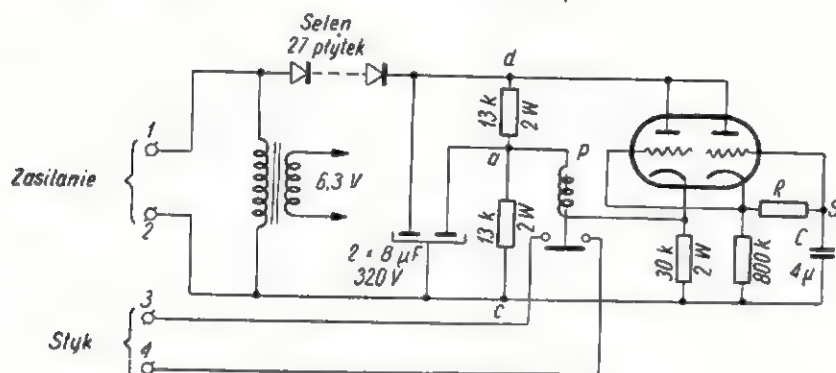 Selen
27 płytek
d
13 k
2 W
1
a
p
Zasilanie
6,3 V
R
S
2
13 k
2 W
2 × 8 μF
320 V
30 k
2 W
800 k
C
4 μ
c
3
Styk
4